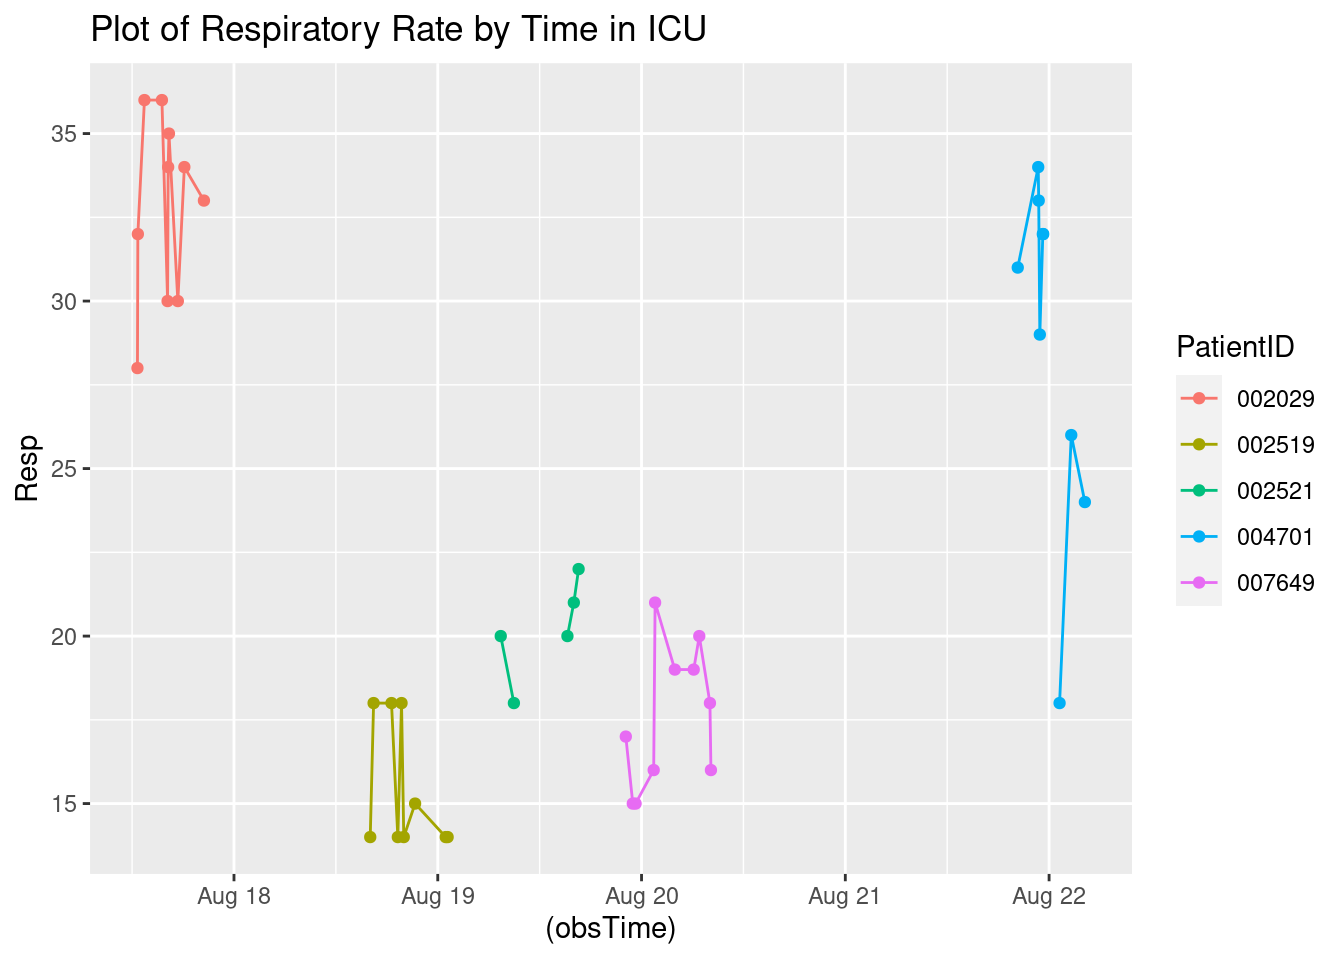 Plot of Respiratory Rate by Time in ICU
35
30
25
20
15
Resp
Aug 18
Aug 19
Aug 20
Aug 21
Aug 22
(obsTime)
PatientID
002029
002519
002521
004701
007649